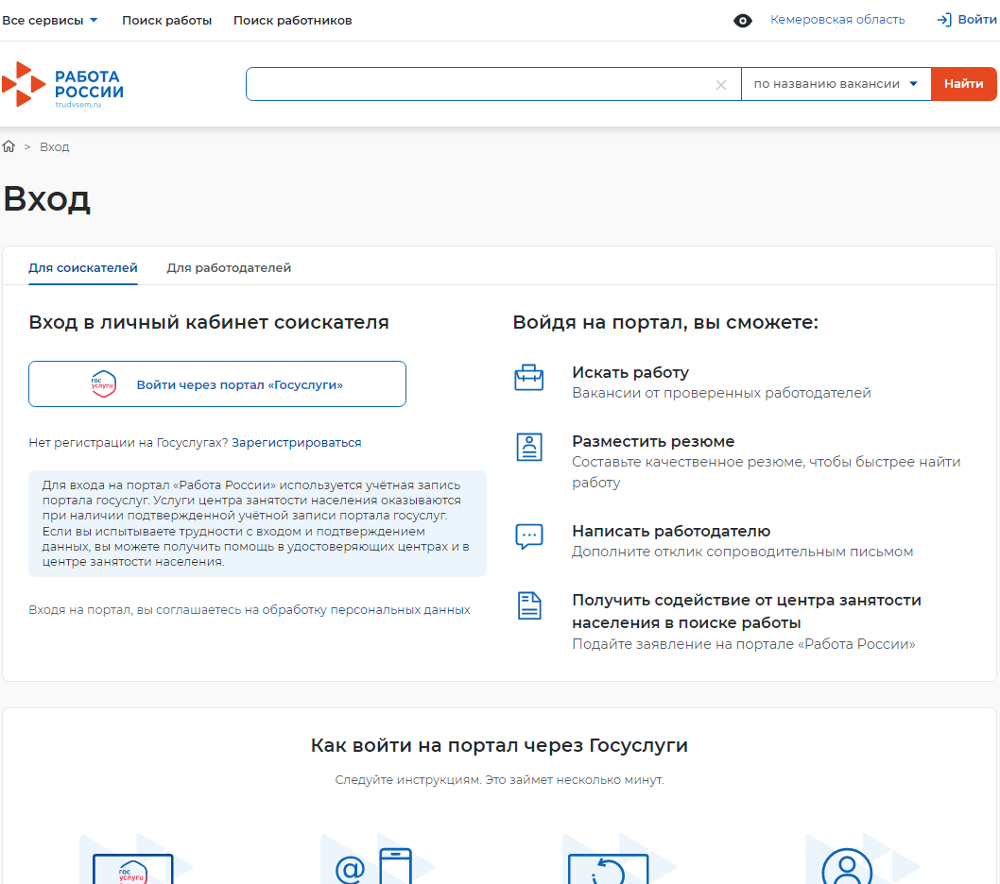 Все сервисы Поиск работы Поиск работников Кемеровская область Войти
РАБОТА
РОССИИ
trudvsem.ru
по названию вакансии Найти
> Вход
Вход
Для соискателей Для работодателей
Вход в личный кабинет соискателя
гос
услуги
Войти через портал «Госуслуги»
Нет регистрации на Госуслугах? Зарегистрироваться
Для входа на портал «Работа России» используется учётная запись
портала госуслуг. Услуги центра занятости населения оказываются
при наличии подтвержденной учётной записи портала госуслуг.
Если вы испытываете трудности с входом и подтверждением
данных, вы можете получить помощь в удостоверяющих центрах и в
центре занятости населения.
Входя на портал, вы соглашаетесь на обработку персональных данных
Войдя на портал, вы сможете:
Искать работу
Вакансии от проверенных работодателей
Разместить резюме
Составьте качественное резюме, чтобы быстрее найти
работу
Написать работодателю
Дополните отклик сопроводительным письмом
Получить содействие от центра занятости
населения в поиске работы
Подайте заявление на портале «Работа России»
Как войти на портал через Госуслуги
Следуйте инструкциям. Это займет несколько минут.
гос
услуги
@